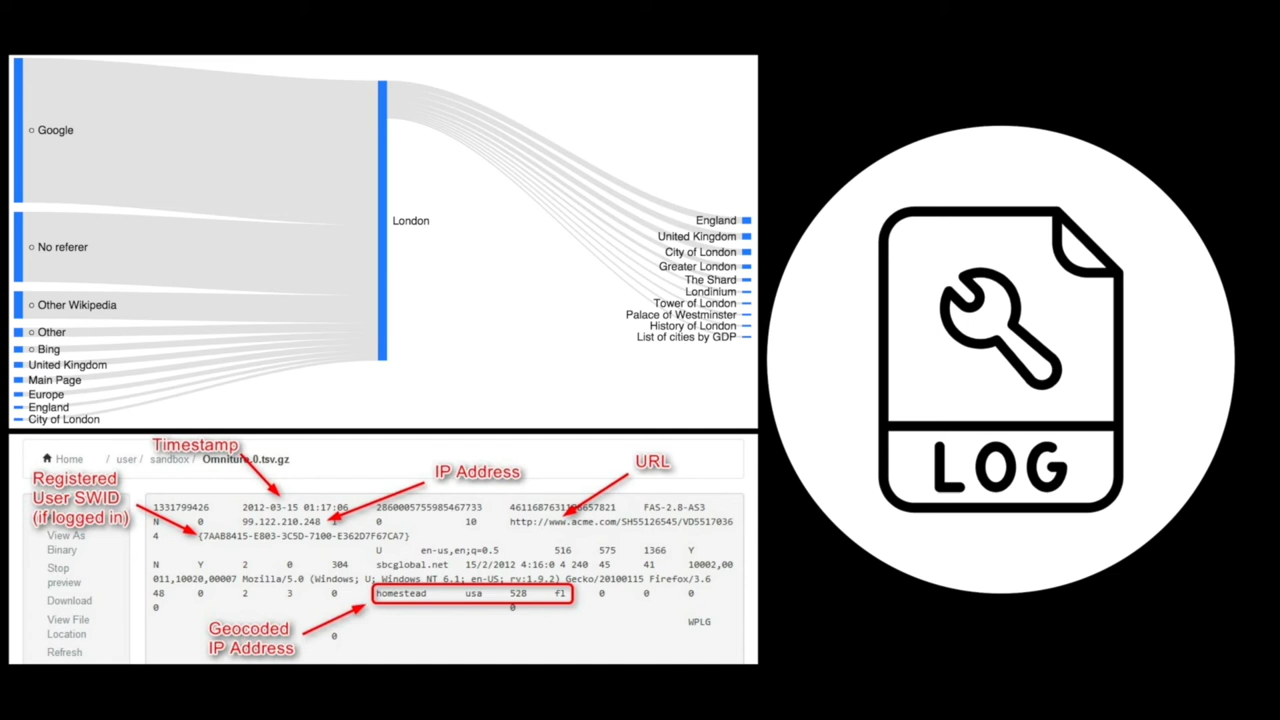 Google
No referer
Other Wikipedia
Other
Bing
United Kingdom
Main Page
Europe
England
City of London
London
England
United Kingdom
City of London
Greater London
The Shard
Londinium
Tower of London
Palace of Westminster
History of London
List of cities by GDP
Timestamp
Home / user / sandbox / Omniture.0.tsv.gz
Registered
User SWID
(if logged in)
IP Address
URL
View As
Binary
Stop
preview
Download
View File
Location
Refresh
1331799426 2012-03-15 01:17:06 2860005755985467733 FAS-2.8-AS3
N 0 99.122.210.248 1 0 10 http://www.acme.com/SH55126545/VD5517036
4 {7AAB8415-E803-3C5D-7100-E362D7F67CA7}
U en-us,en;q=0.5 516 575 1366 Y
N Y 2 0 304 sbcglobal.net 15/2/2012 4:16:0 4 240 45 41 10002,00
011,10020,00007 Mozilla/5.0 (Windows; U; Windows NT 6.1; en-US; rv:1.9.2) Gecko/20100115 Firefox/3.6
48 0 2 3 0 homestead usa 528 fl 0 0 0
0 0
WPLG
0
Geocoded
IP Address
LOG